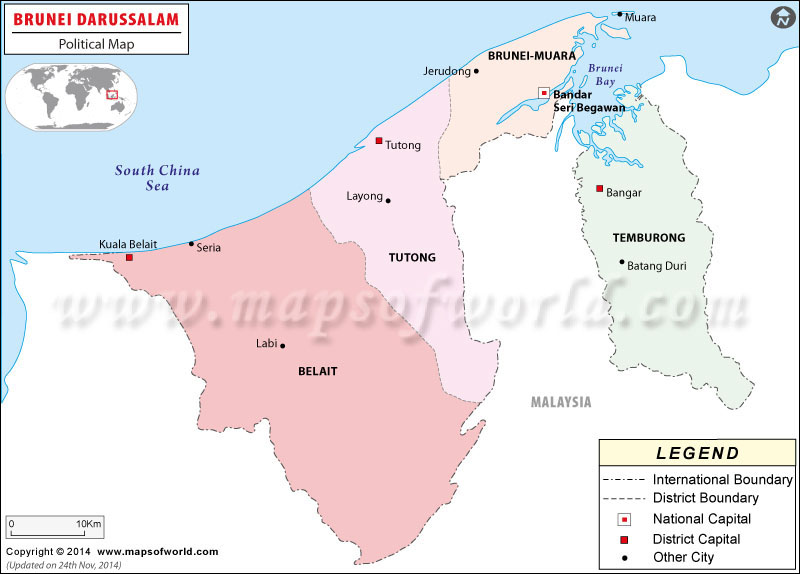 BRUNEI DARUSSALAM
Political Map
Muara
BRUNEI-MUARA
Jerudong
Brunei
Bay
Bandar
Seri Begawan
Tutong
South China
Sea
Layong
Bangar
Kuala Belait
Seria
TUTONG
TEMBURONG
Batang Duri
www.mapsofworld.com
Labi
BELAIT
MALAYSIA
LEGEND
International Boundary
District Boundary
National Capital
District Capital
Other City
0 10Km
Copyright © 2014 www.mapsofworld.com
(Updated on 24th Nov, 2014)
N